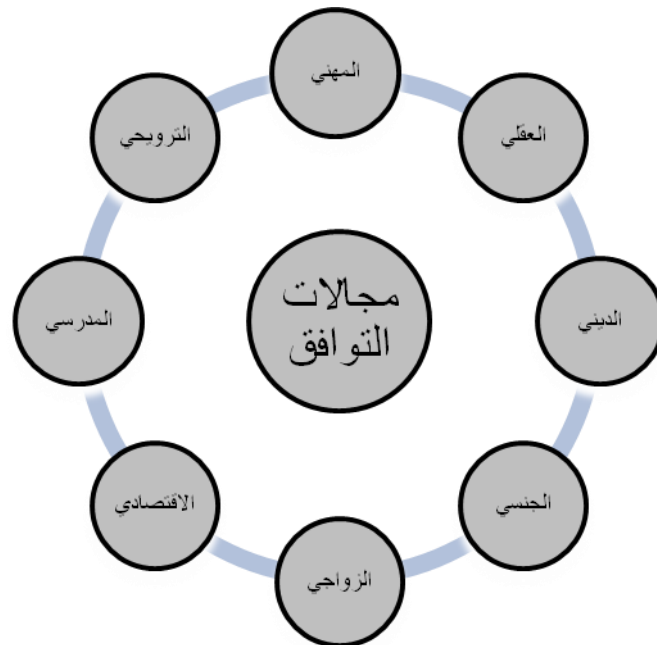 المهني
العقلي
الديني
الجنسي
الزواجي
الاقتصادي
المدرسي
الترويحي
مجالات
التوافق